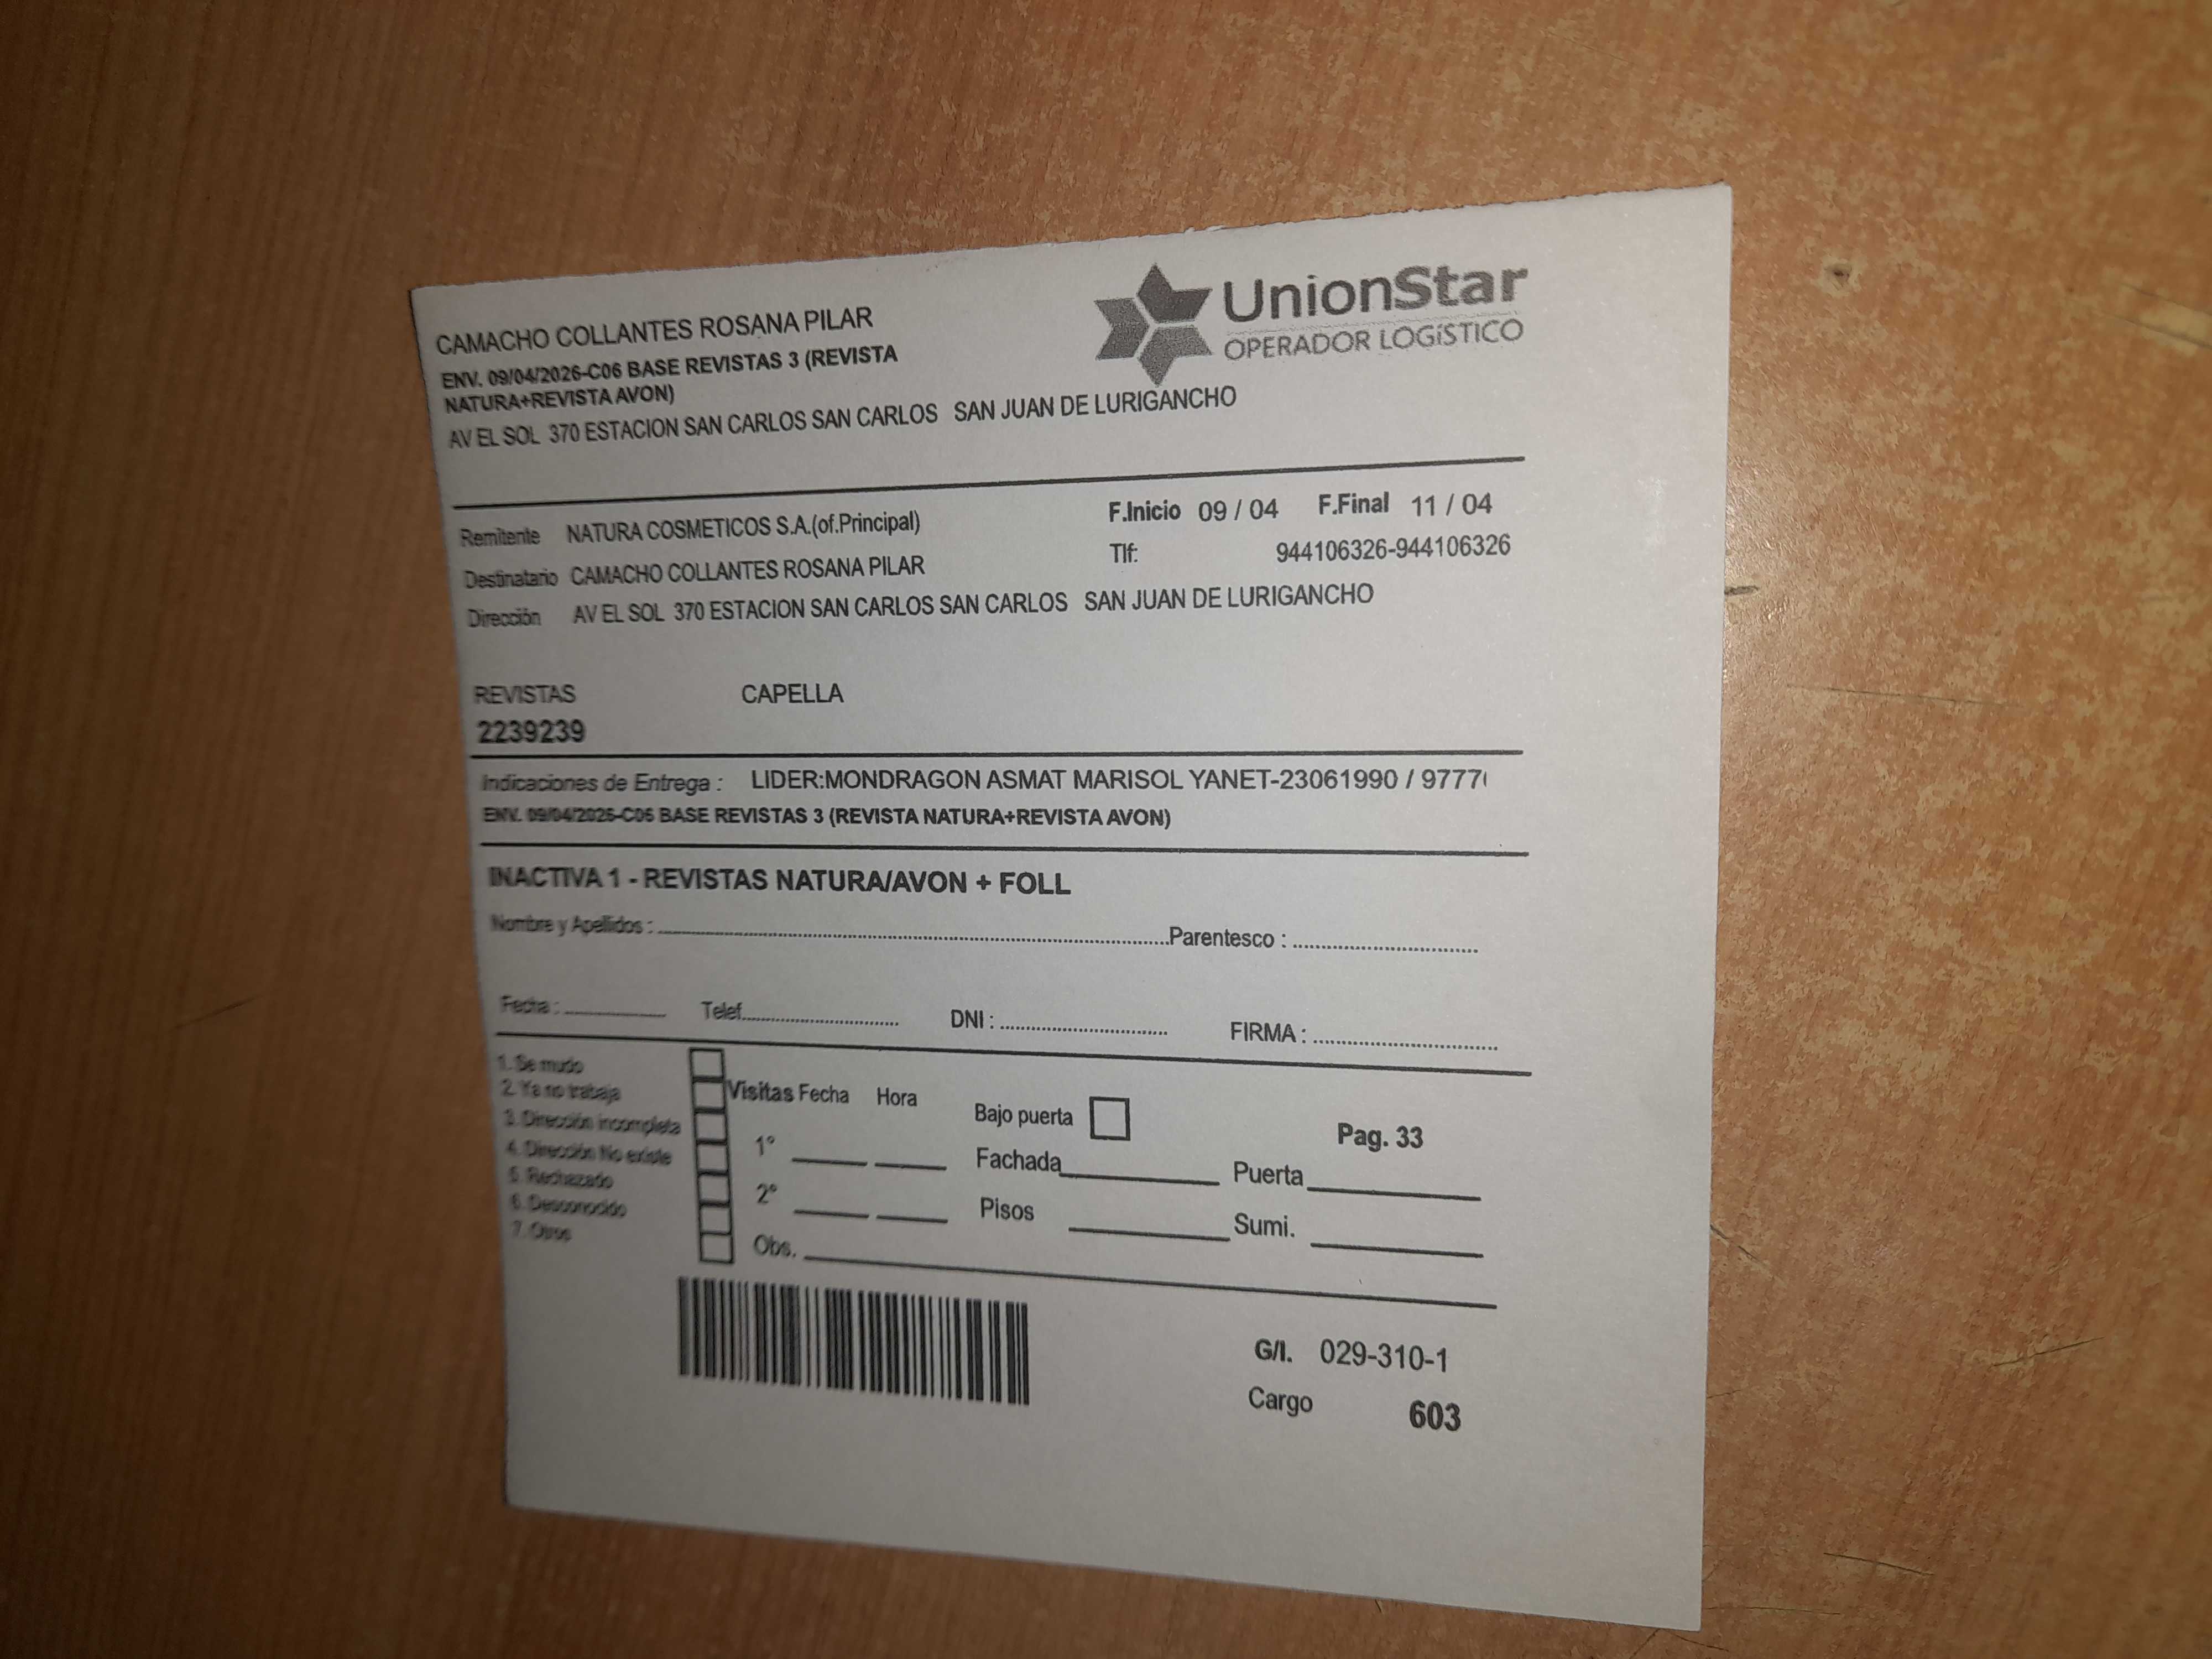 CAMACHO COLLANTES ROSANA PILAR
UnionStar
OPERADOR LOGíSTICO
ENV. 09/04/2026-C06 BASE REVISTAS 3 (REVISTA
NATURA+REVISTA AVON)
AV EL SOL 370 ESTACION SAN CARLOS SAN CARLOS SAN JUAN DE LURIGANCHO
Remitente NATURA COSMETICOS S.A.(of.Principal) F.Inicio 09 / 04 F.Final 11 / 04
Destinatario CAMACHO COLLANTES ROSANA PILAR Tlf: 944106326-944106326
Dirección AV EL SOL 370 ESTACION SAN CARLOS SAN CARLOS SAN JUAN DE LURIGANCHO
REVISTAS CAPELLA
2239239
Indicaciones de Entrega : LIDER:MONDRAGON ASMAT MARISOL YANET-23061990 / 9777
ENV. 09/04/2026-C06 BASE REVISTAS 3 (REVISTA NATURA+REVISTA AVON)
INACTIVA 1 - REVISTAS NATURA/AVON + FOLL
Nombre y Apellidos : Parentesco :
Fecha : Telef. DNI : FIRMA :
1. Se mudo
2. Ya no trabaja
3. Dirección incompleta
4. Dirección No existe
5. Rechazado
6. Desconocido
7. Otros
Visitas Fecha Hora
1°
2°
Obs.
Bajo puerta
Pag. 33
Fachada Puerta
Pisos Sumi.
G/I. 029-310-1
Cargo 603